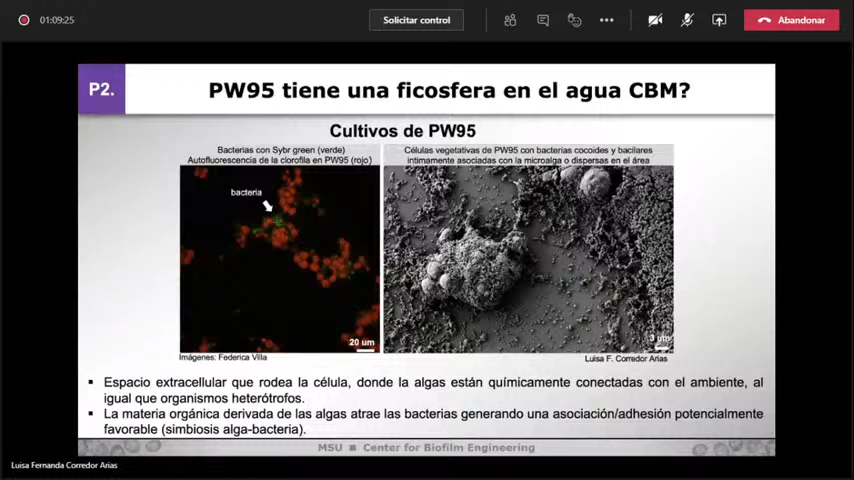 01:09:25
Solicitar control
Abandonar
P2.
PW95 tiene una ficosfera en el agua CBM?
Cultivos de PW95
Bacterias con Sybr green (verde)
Autofluorescencia de la clorofila en PW95 (rojo)
Células vegetativas de PW95 con bacterias cocoides y bacilares
intimamente asociadas con la microalga o dispersas en el área
bacteria
20 um
3 um
Imágenes: Federica Villa
Luisa F. Corredor Arias
▪ Espacio extracellular que rodea la célula, donde la algas están químicamente conectadas con el ambiente, al
igual que organismos heterótrofos.
▪ La materia orgánica derivada de las algas atrae las bacterias generando una asociación/adhesión potencialmente
favorable (simbiosis alga-bacteria).
MSU ■ Center for Biofilm Engineering
Luisa Fernanda Corredor Arias